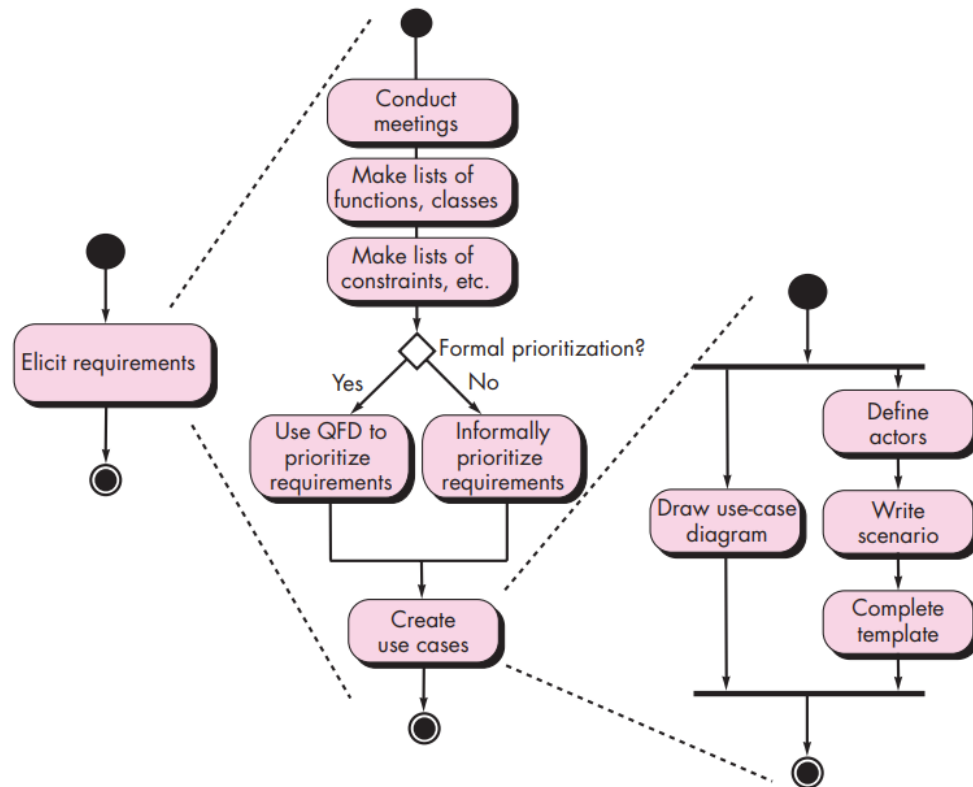 Conduct
meetings
Make lists of
functions, classes
Make lists of
constraints, etc.
Elicit requirements
Formal prioritization?
Yes
No
Use QFD to
prioritize
requirements
Informally
prioritize
requirements
Create
use cases
Define
actors
Draw use-case
diagram
Write
scenario
Complete
template